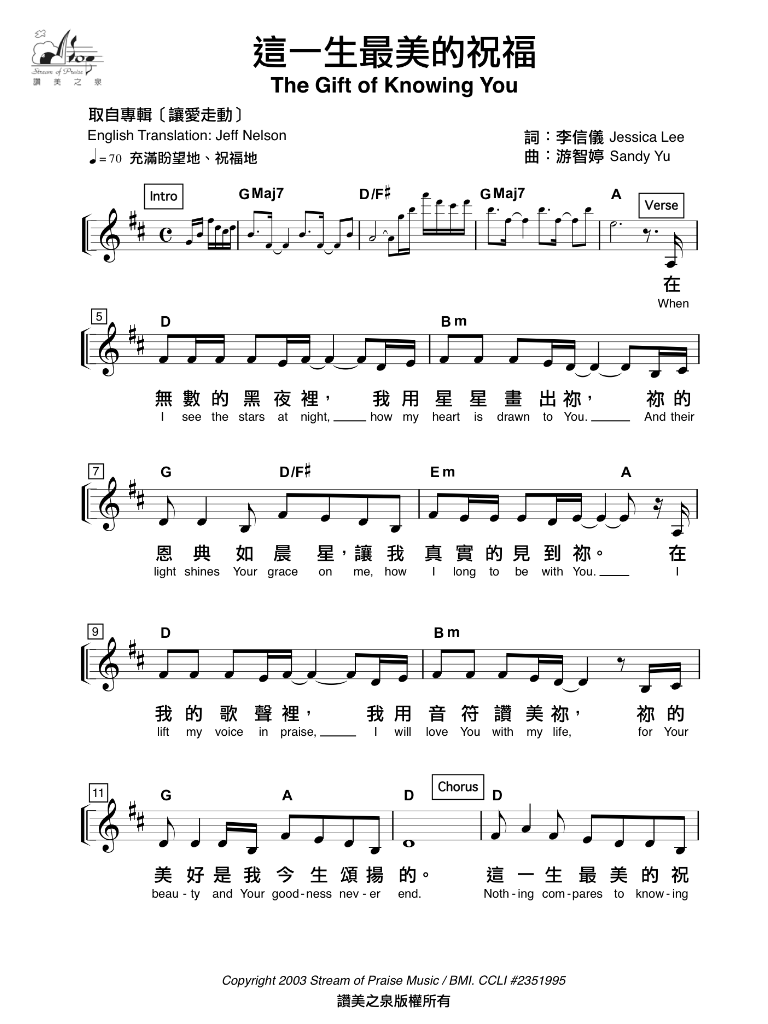 Stream of Praise
讚美之泉
這一生最美的祝福
The Gift of Knowing You
取自專輯〔讓愛走動〕
English Translation: Jeff Nelson
詞：李信儀 Jessica Lee
♩=70 充滿盼望地、祝福地
曲：游智婷 Sandy Yu
Intro GMaj7 D/F♯ GMaj7 A Verse
在
When
5 D Bm
無數的黑夜裡， 我用星星畫出祢， 祢的
I see the stars at night,____ how my heart is drawn to You.____ And their
7 G D/F♯ Em A
恩典如晨星，讓我真實的見到祢。 在
light shines Your grace on me, how I long to be with You.____ I
9 D Bm
我的歌聲裡， 我用音符讚美祢， 祢的
lift my voice in praise,____ I will love You with my life, for Your
Chorus
11 G A D D
美好是我今生頌揚的。 這一生最美的祝
beau-ty and Your good-ness nev-er end. Noth-ing com-pares to know-ing
Copyright 2003 Stream of Praise Music / BMI. CCLI #2351995
讚美之泉版權所有